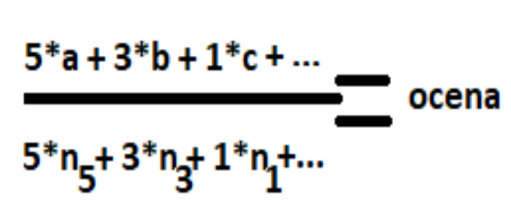 5*a + 3*b + 1*c + ...
= ocena
5*n5+ 3*n3+ 1*n1+...